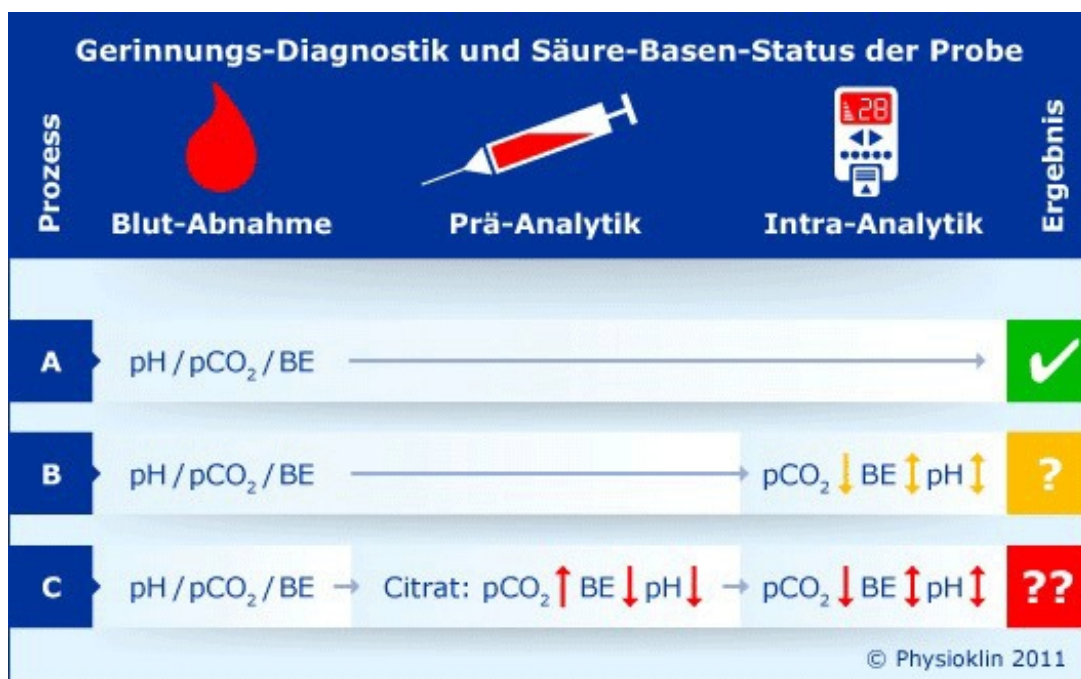 Gerinnungs-Diagnostik und Säure-Basen-Status der Probe
Prozess
28
Blut-Abnahme
Prä-Analytik
Intra-Analytik
Ergebnis
A pH/pCO₂/BE
B pH/pCO₂/BE pCO₂ ↓ BE ↕ pH ↕ ?
C pH/pCO₂/BE → Citrat: pCO₂ ↑ BE ↓ pH ↓ → pCO₂ ↓ BE ↕ pH ↕ ??
© Physioklin 2011